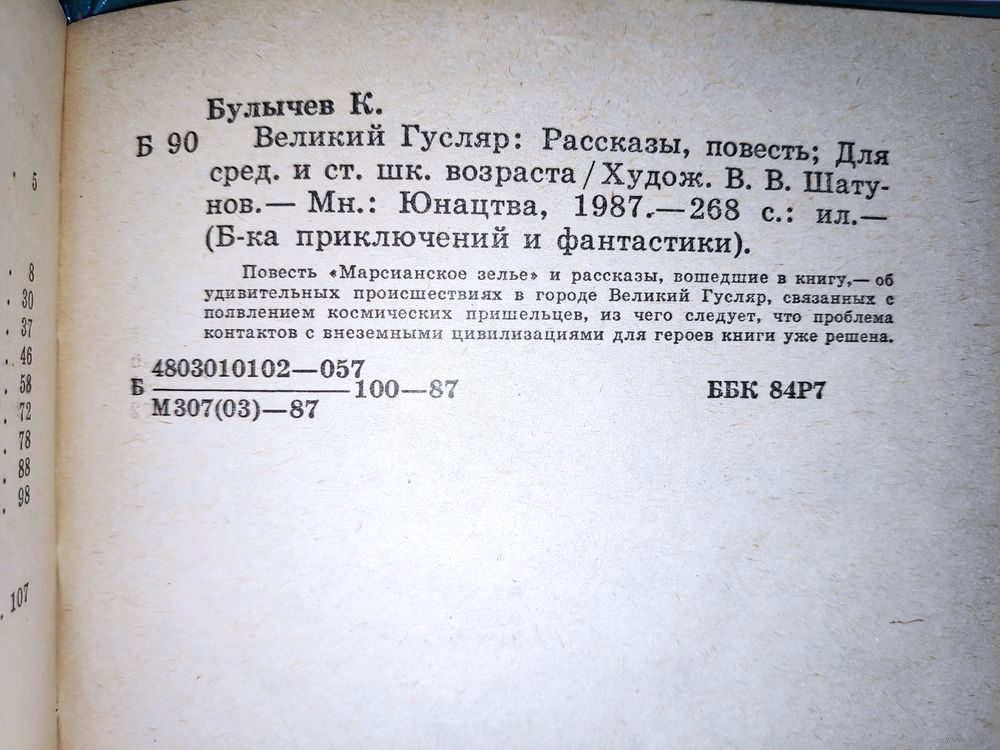 Булычев К.
Б 90 Великий Гусляр: Рассказы, повесть; Для
сред. и ст. шк. возраста/Худож. В. В. Шату-
нов.— Мн.: Юнацтва, 1987.—268 с.: ил.—
(Б-ка приключений и фантастики).
Повесть «Марсианское зелье» и рассказы, вошедшие в книгу,— об
удивительных происшествиях в городе Великий Гусляр, связанных с
появлением космических пришельцев, из чего следует, что проблема
контактов с внеземными цивилизациями для героев книги уже решена.
4803010102—057
Б 100—87 ББК 84Р7
М307(03)—87
5
8
30
37
46
58
72
78
88
98
107